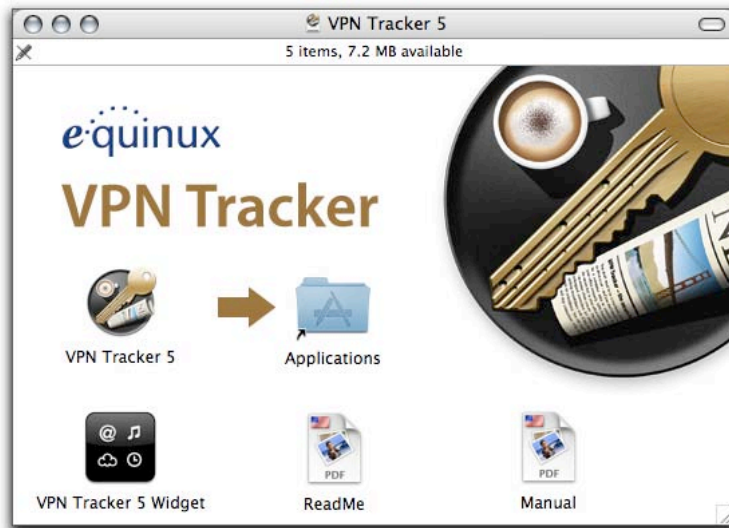 VPN Tracker 5
5 items, 7.2 MB available
e·quinux
VPN Tracker
VPN Tracker 5
Applications
@
PDF
PDF
VPN Tracker 5 Widget
ReadMe
Manual